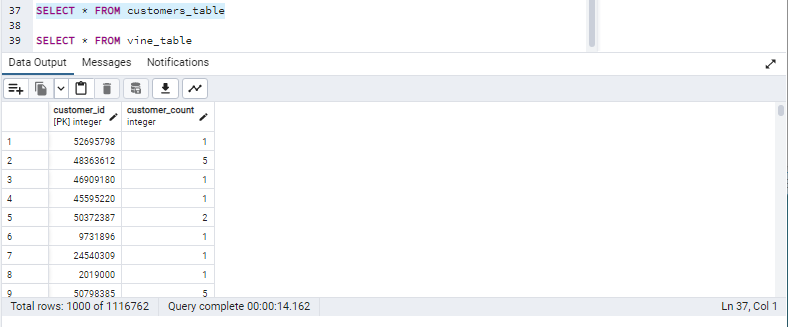 37 SELECT * FROM customers_table
38
39 SELECT * FROM vine_table
Data Output Messages Notifications
customer_id customer_count
[PK] integer integer
1 52695798 1
2 48363612 5
3 46909180 1
4 45595220 1
5 50372387 2
6 9731896 1
7 24540309 1
8 2019000 1
9 50798385 5
Total rows: 1000 of 1116762 Query complete 00:00:14.162 Ln 37, Col 1